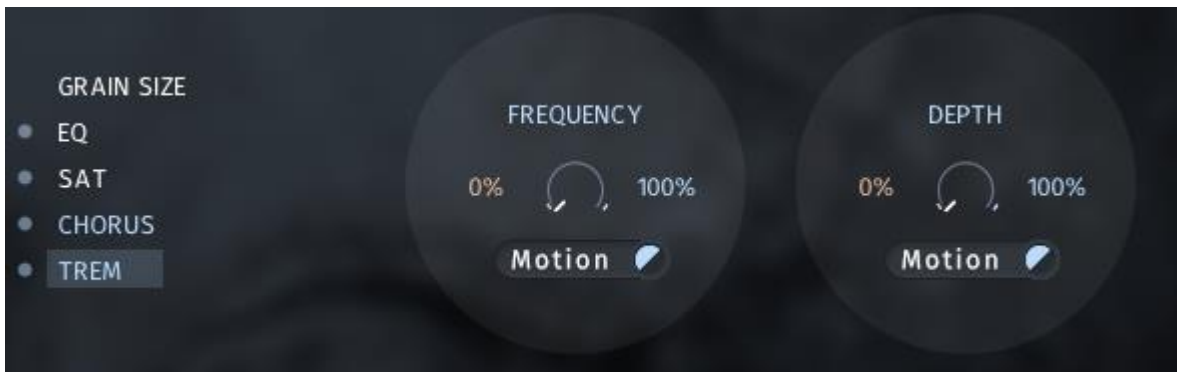 GRAIN SIZE
EQ
SAT
CHORUS
TREM
FREQUENCY
0% 100%
Motion
DEPTH
0% 100%
Motion